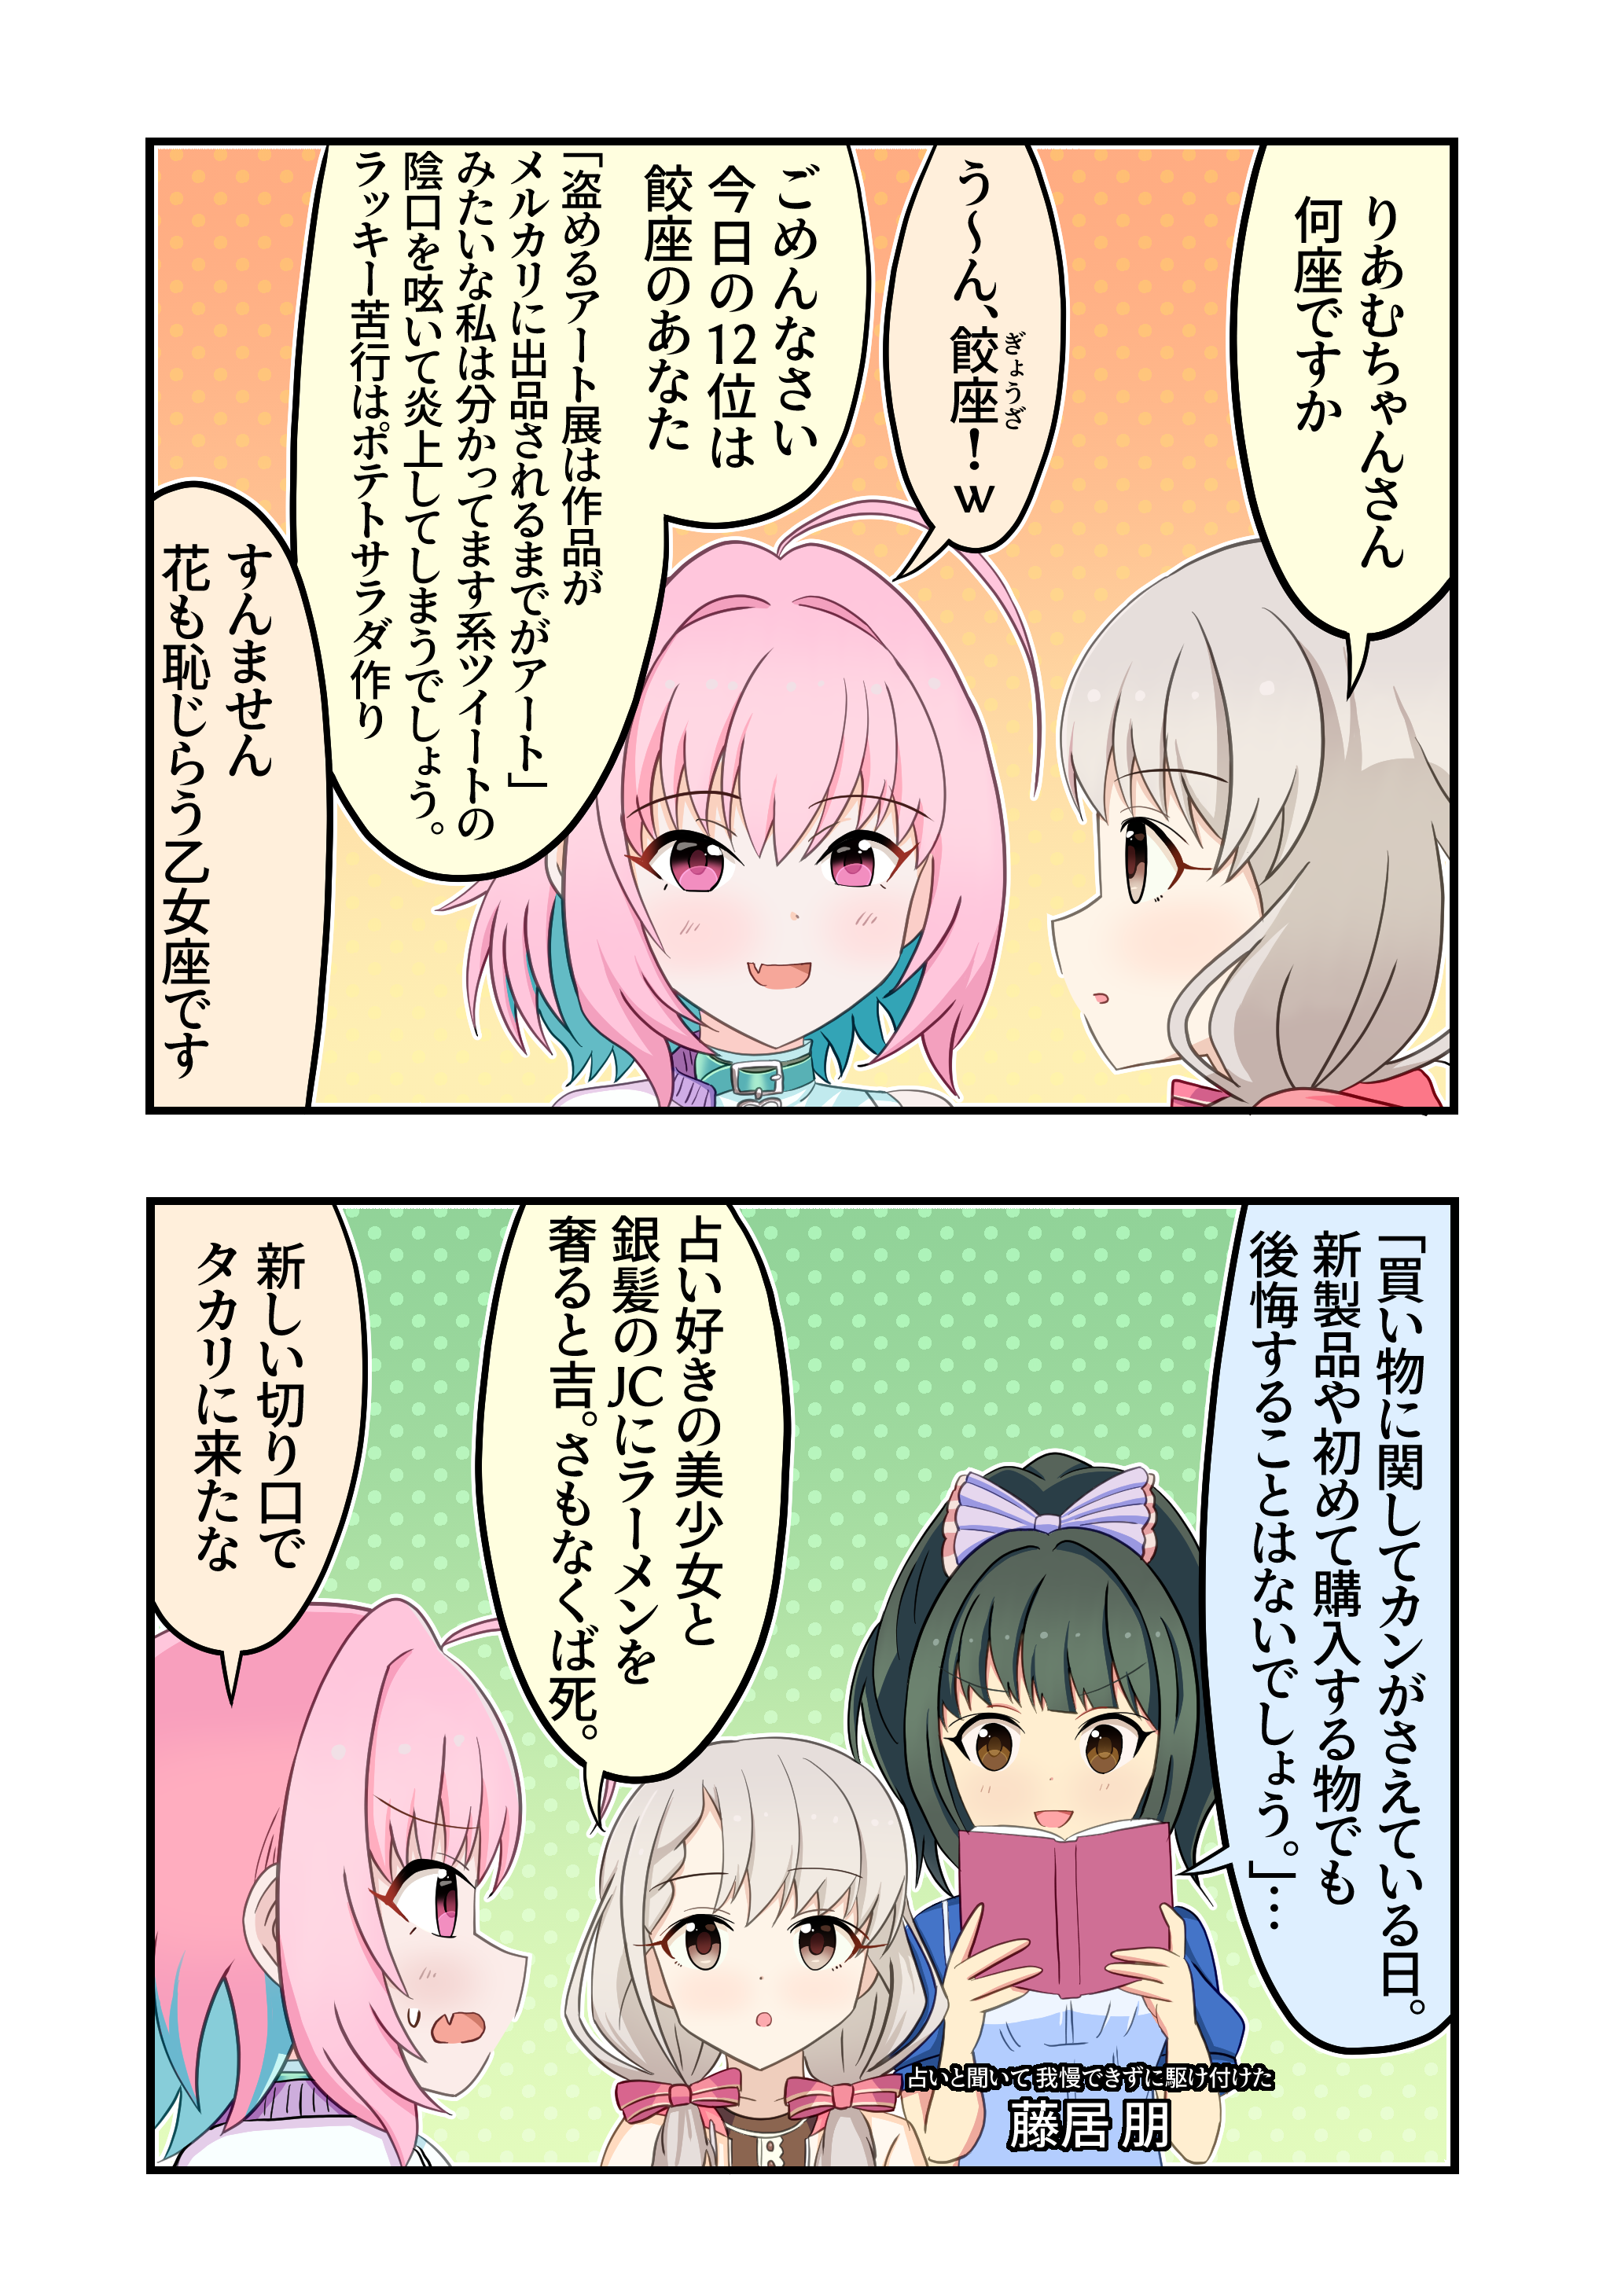 りあむちゃんさん
何座ですか
う～ん、餃座！ｗ
ぎょうざ
ごめんなさい
今日の12位は
餃座のあなた
「盗めるアート展は作品が
メルカリに出品されるまでがアート」
みたいな私は分かってます系ツイートの
陰口を呟いて炎上してしまうでしょう。
ラッキー苦行はポテトサラダ作り
すんません
花も恥じらう乙女座です
「買い物に関してカンがさえている日。
新製品や初めて購入する物でも
後悔することはないでしょう。」…
占い好きの美少女と
銀髪のJCにラーメンを
奢ると吉。さもなくば死。
新しい切り口で
タカリに来たな
占いと聞いて我慢できずに駆け付けた
藤居 朋